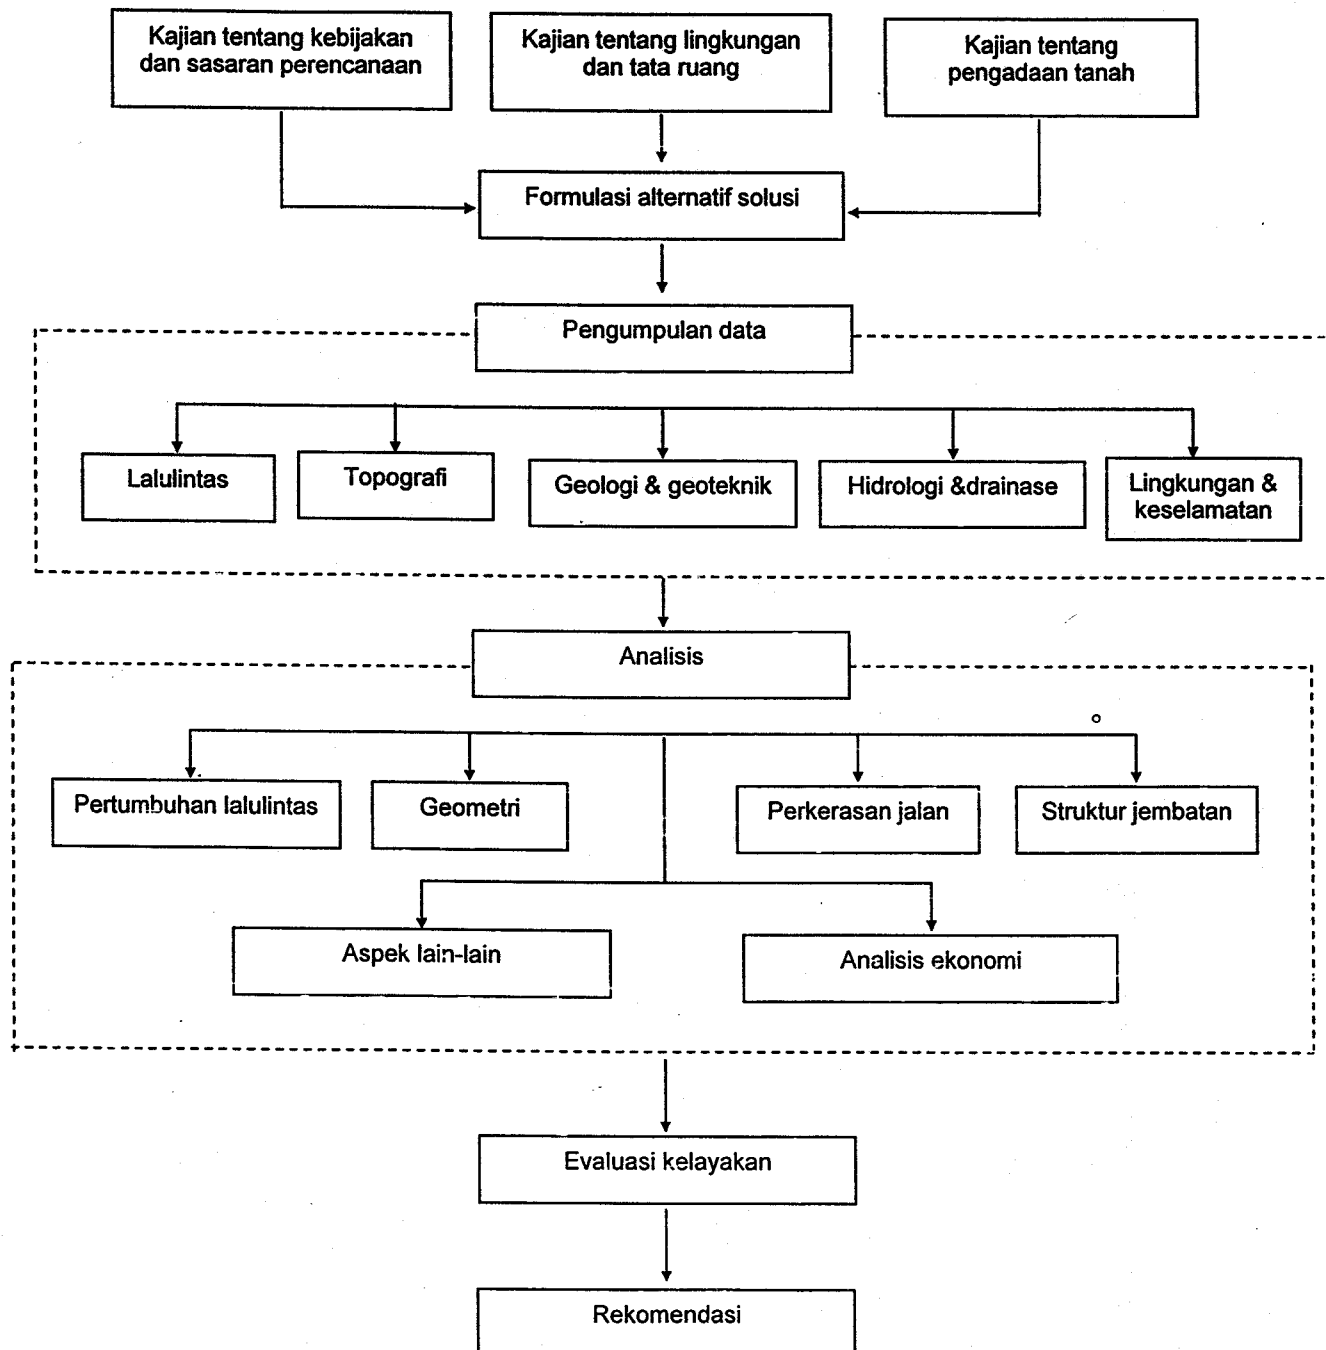 Kajian tentang kebijakan
dan sasaran perencanaan
Kajian tentang lingkungan
dan tata ruang
Kajian tentang
pengadaan tanah
Formulasi alternatif solusi
Pengumpulan data
Lalulintas
Topografi
Geologi & geoteknik
Hidrologi &drainase
Lingkungan &
keselamatan
Analisis
Pertumbuhan lalulintas
Geometri
Perkerasan jalan
Struktur jembatan
Aspek lain-lain
Analisis ekonomi
Evaluasi kelayakan
Rekomendasi